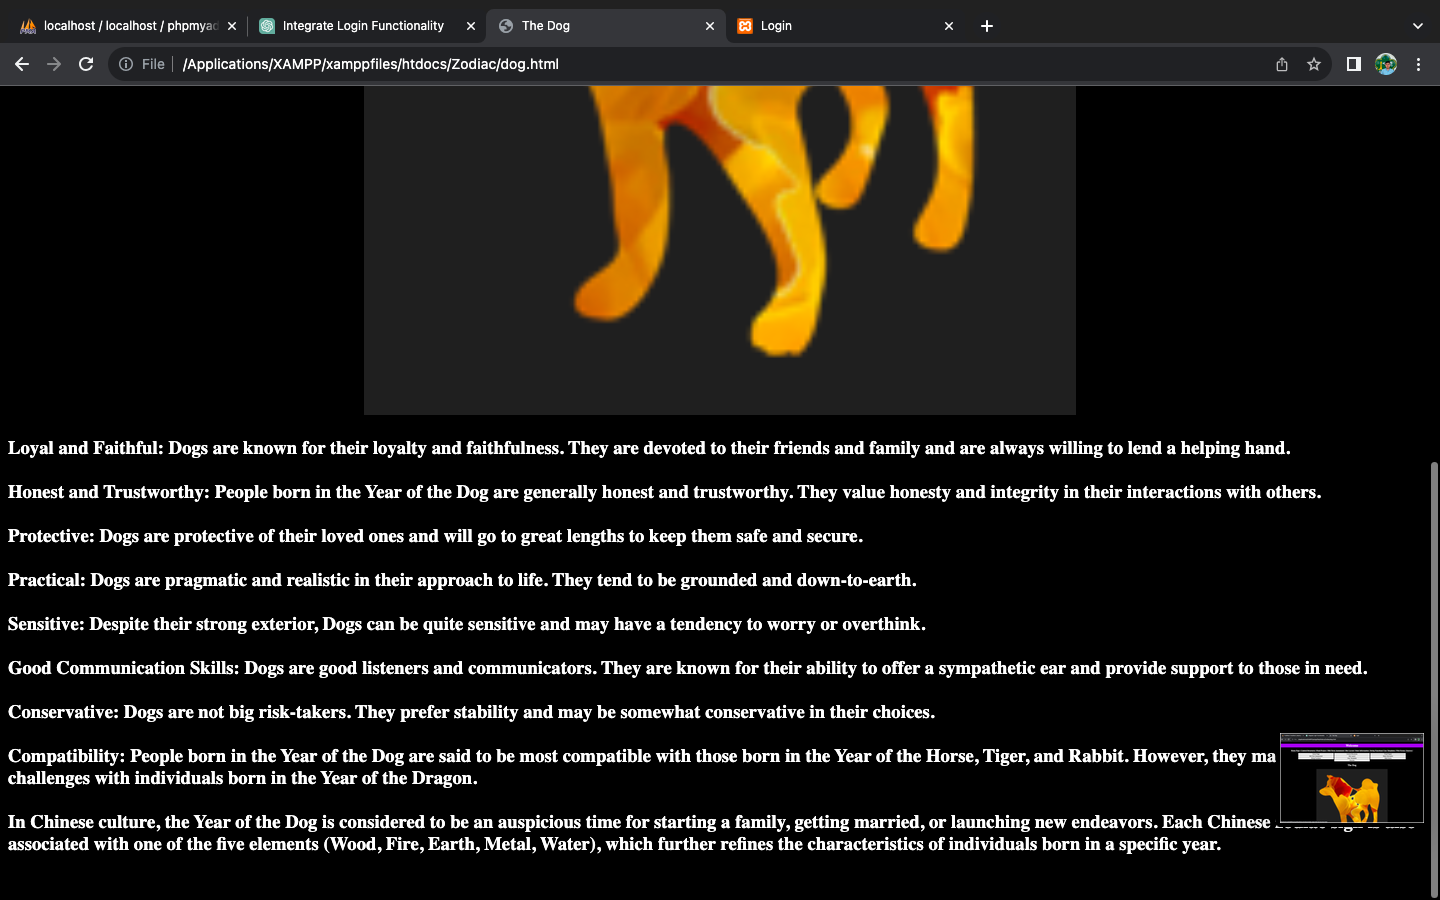 localhost / localhost / phpmyad
Integrate Login Functionality
The Dog
Login
File
/Applications/XAMPP/xamppfiles/htdocs/Zodiac/dog.html
Loyal and Faithful: Dogs are known for their loyalty and faithfulness. They are devoted to their friends and family and are always willing to lend a helping hand.
Honest and Trustworthy: People born in the Year of the Dog are generally honest and trustworthy. They value honesty and integrity in their interactions with others.
Protective: Dogs are protective of their loved ones and will go to great lengths to keep them safe and secure.
Practical: Dogs are pragmatic and realistic in their approach to life. They tend to be grounded and down-to-earth.
Sensitive: Despite their strong exterior, Dogs can be quite sensitive and may have a tendency to worry or overthink.
Good Communication Skills: Dogs are good listeners and communicators. They are known for their ability to offer a sympathetic ear and provide support to those in need.
Conservative: Dogs are not big risk-takers. They prefer stability and may be somewhat conservative in their choices.
Compatibility: People born in the Year of the Dog are said to be most compatible with those born in the Year of the Horse, Tiger, and Rabbit. However, they ma
challenges with individuals born in the Year of the Dragon.
In Chinese culture, the Year of the Dog is considered to be an auspicious time for starting a family, getting married, or launching new endeavors. Each Chinese
associated with one of the five elements (Wood, Fire, Earth, Metal, Water), which further refines the characteristics of individuals born in a specific year.